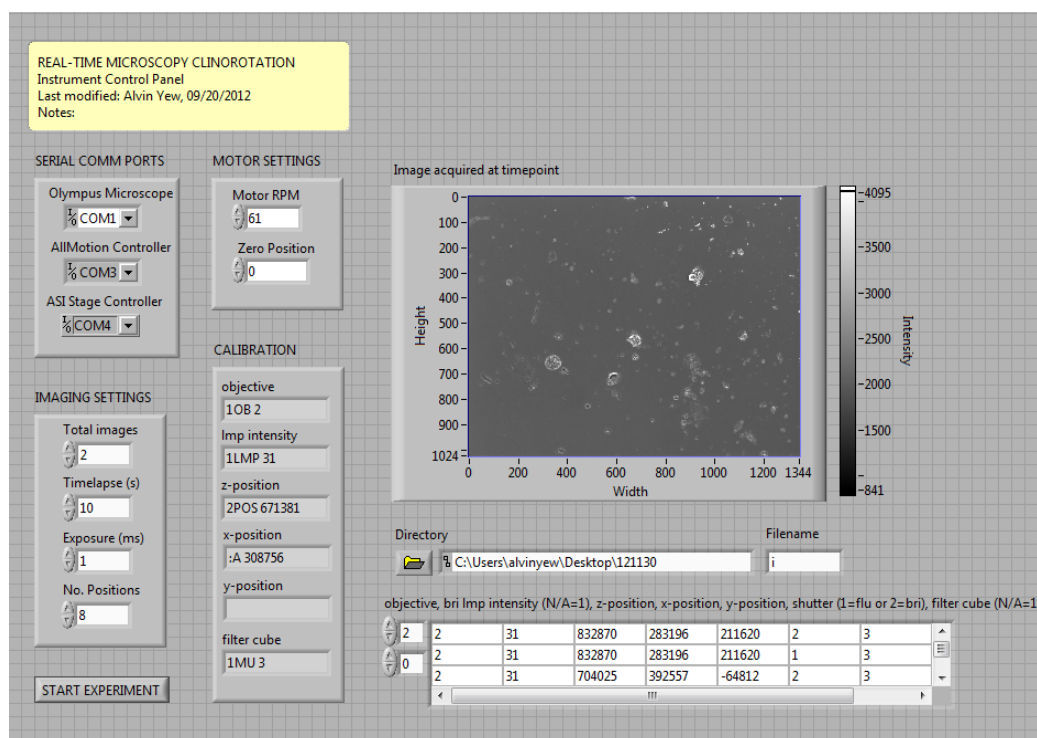 REAL-TIME MICROSCOPY CLINOROTATION
Instrument Control Panel
Last modified: Alvin Yew, 09/20/2012
Notes:
SERIAL COMM PORTS
Olympus Microscope
COM1
AllMotion Controller
COM3
ASI Stage Controller
COM4
MOTOR SETTINGS
Motor RPM
61
Zero Position
0
IMAGING SETTINGS
Total images
2
Timelapse (s)
10
Exposure (ms)
1
No. Positions
8
START EXPERIMENT
CALIBRATION
objective
1OB 2
lmp intensity
1LMP 31
z-position
2POS 671381
x-position
:A 308756
y-position
filter cube
1MU 3
Image acquired at timepoint
Height
0
100
200
300
400
500
600
700
800
900
1024
0 200 400 600 800 1000 1200 1344
Width
4095
3500
3000
2500
2000
1500
841
Intensity
Directory
C:\Users\alvinyew\Desktop\121130
Filename
i
objective, bri lmp intensity (N/A=1), z-position, x-position, y-position, shutter (1=flu or 2=bri), filter cube (N/A=1
2
0
2 31 832870 283196 211620 2 3
2 31 832870 283196 211620 1 3
2 31 704025 392557 -64812 2 3